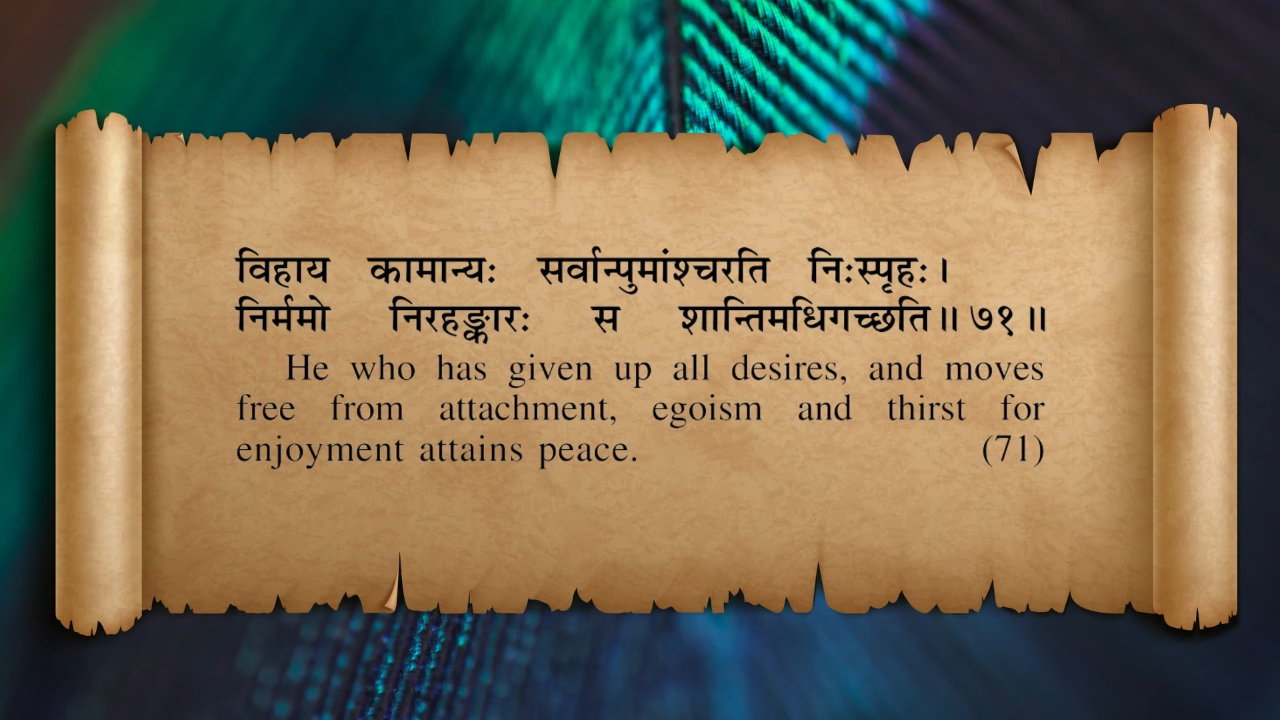 विहाय कामान्यः सर्वान्पुमांश्चरति निःस्पृहः।
निर्ममो निरहङ्कारः स शान्तिमधिगच्छति॥ ७१॥
He who has given up all desires, and moves
free from attachment, egoism and thirst for
enjoyment attains peace. (71)